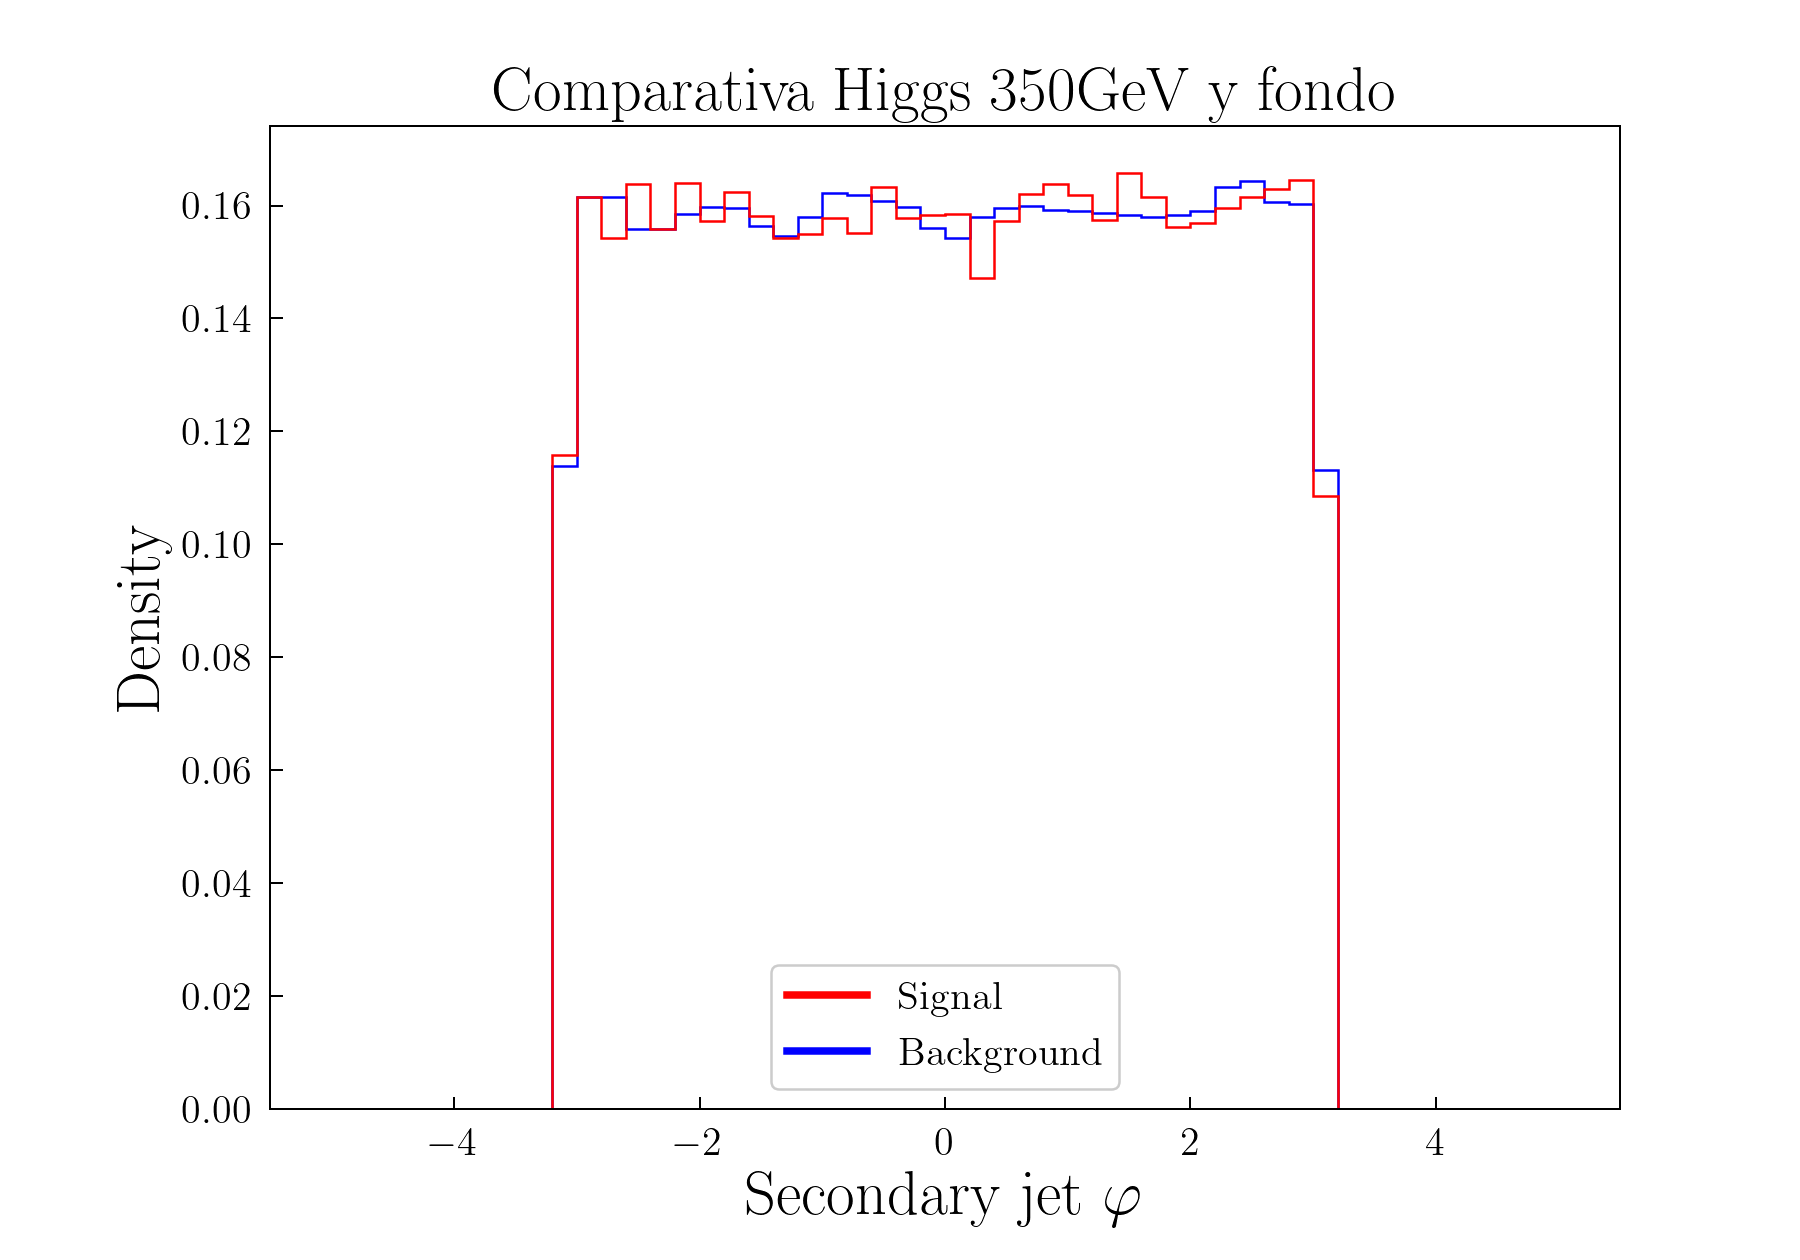 Comparativa Higgs 350GeV y fondo
0.16
0.14
0.12
0.10
0.08
0.06
0.04
0.02
0.00
Density
Signal
Background
−4
−2
0
2
4
Secondary jet φ